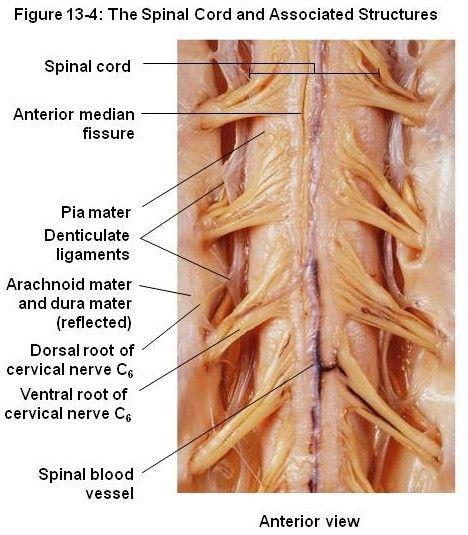 Figure 13-4: The Spinal Cord and Associated Structures
Spinal cord
Anterior median
fissure
Pia mater
Denticulate
ligaments
Arachnoid mater
and dura mater
(reflected)
Dorsal root of
cervical nerve C₆
Ventral root of
cervical nerve C₆
Spinal blood
vessel
Anterior view